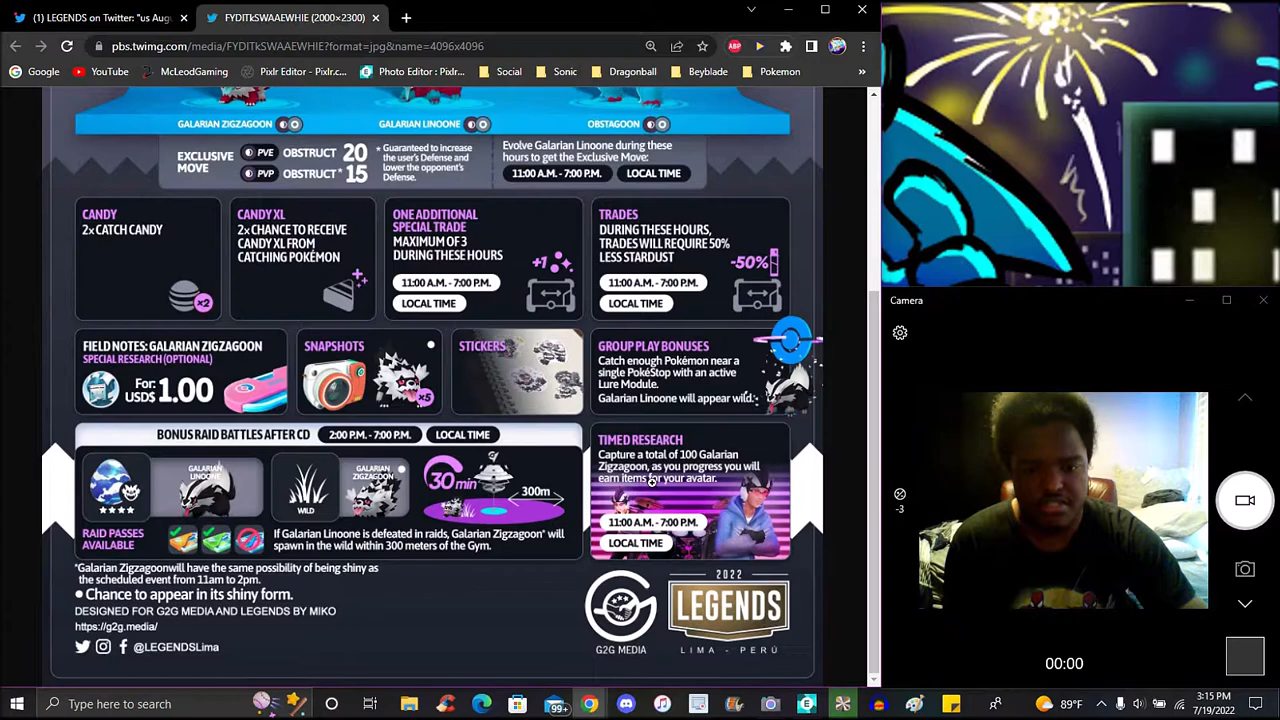 (1) LEGENDS on Twitter: "us Augu
FYDITkSWAAEWHIE (2000×2300)
pbs.twimg.com/media/FYDITkSWAAEWHIE?format=jpg&name=4096x4096
Google YouTube McLeodGaming Pixlr Editor - Pixlr.c... Photo Editor : Pixlr... Social Sonic Dragonball Beyblade Pokemon
GALARIAN ZIGZAGOON GALARIAN LINOONE OBSTAGOON
EXCLUSIVE MOVE
PVE OBSTRUCT 20
PVP OBSTRUCT * 15
* Guaranteed to increase
the user's Defense and
lower the opponent's
Defense.
Evolve Galarian Linoone during these
hours to get the Exclusive Move:
11:00 A.M. - 7:00 P.M. LOCAL TIME
CANDY
2x CATCH CANDY
x2
CANDY XL
2x CHANCE TO RECEIVE
CANDY XL FROM
CATCHING POKÉMON
ONE ADDITIONAL
SPECIAL TRADE
MAXIMUM OF 3
DURING THESE HOURS
11:00 A.M. - 7:00 P.M.
LOCAL TIME
+1
TRADES
DURING THESE HOURS,
TRADES WILL REQUIRE 50%
LESS STARDUST
11:00 A.M. - 7:00 P.M.
LOCAL TIME
-50%
FIELD NOTES: GALARIAN ZIGZAGOON
SPECIAL RESEARCH (OPTIONAL)
For:
USD$ 1.00
SNAPSHOTS
x5
STICKERS
GROUP PLAY BONUSES
Catch enough Pokémon near a
single PokéStop with an active
Lure Module.
Galarian Linoone will appear wild.
BONUS RAID BATTLES AFTER CD 2:00 P.M. - 7:00 P.M. LOCAL TIME
GALARIAN
LINOONE
WILD
GALARIAN
ZIGZAGOON
30 min
300m
RAID PASSES
AVAILABLE
If Galarian Linoone is defeated in raids, Galarian Zigzagoon* will
spawn in the wild within 300 meters of the Gym.
TIMED RESEARCH
Capture a total of 100 Galarian
Zigzagoon, as you progress you will
earn items for your avatar.
11:00 A.M. - 7:00 P.M.
LOCAL TIME
*Galarian Zigzagoonwill have the same possibility of being shiny as
the scheduled event from 11am to 2pm.
Chance to appear in its shiny form.
DESIGNED FOR G2G MEDIA AND LEGENDS BY MIKO
https://g2g.media/
@LEGENDSLima
G2G MEDIA
2022
LEGENDS
LIMA - PERÚ
Camera
-3
00:00
Type here to search
99+
89°F
3:15 PM
7/19/2022